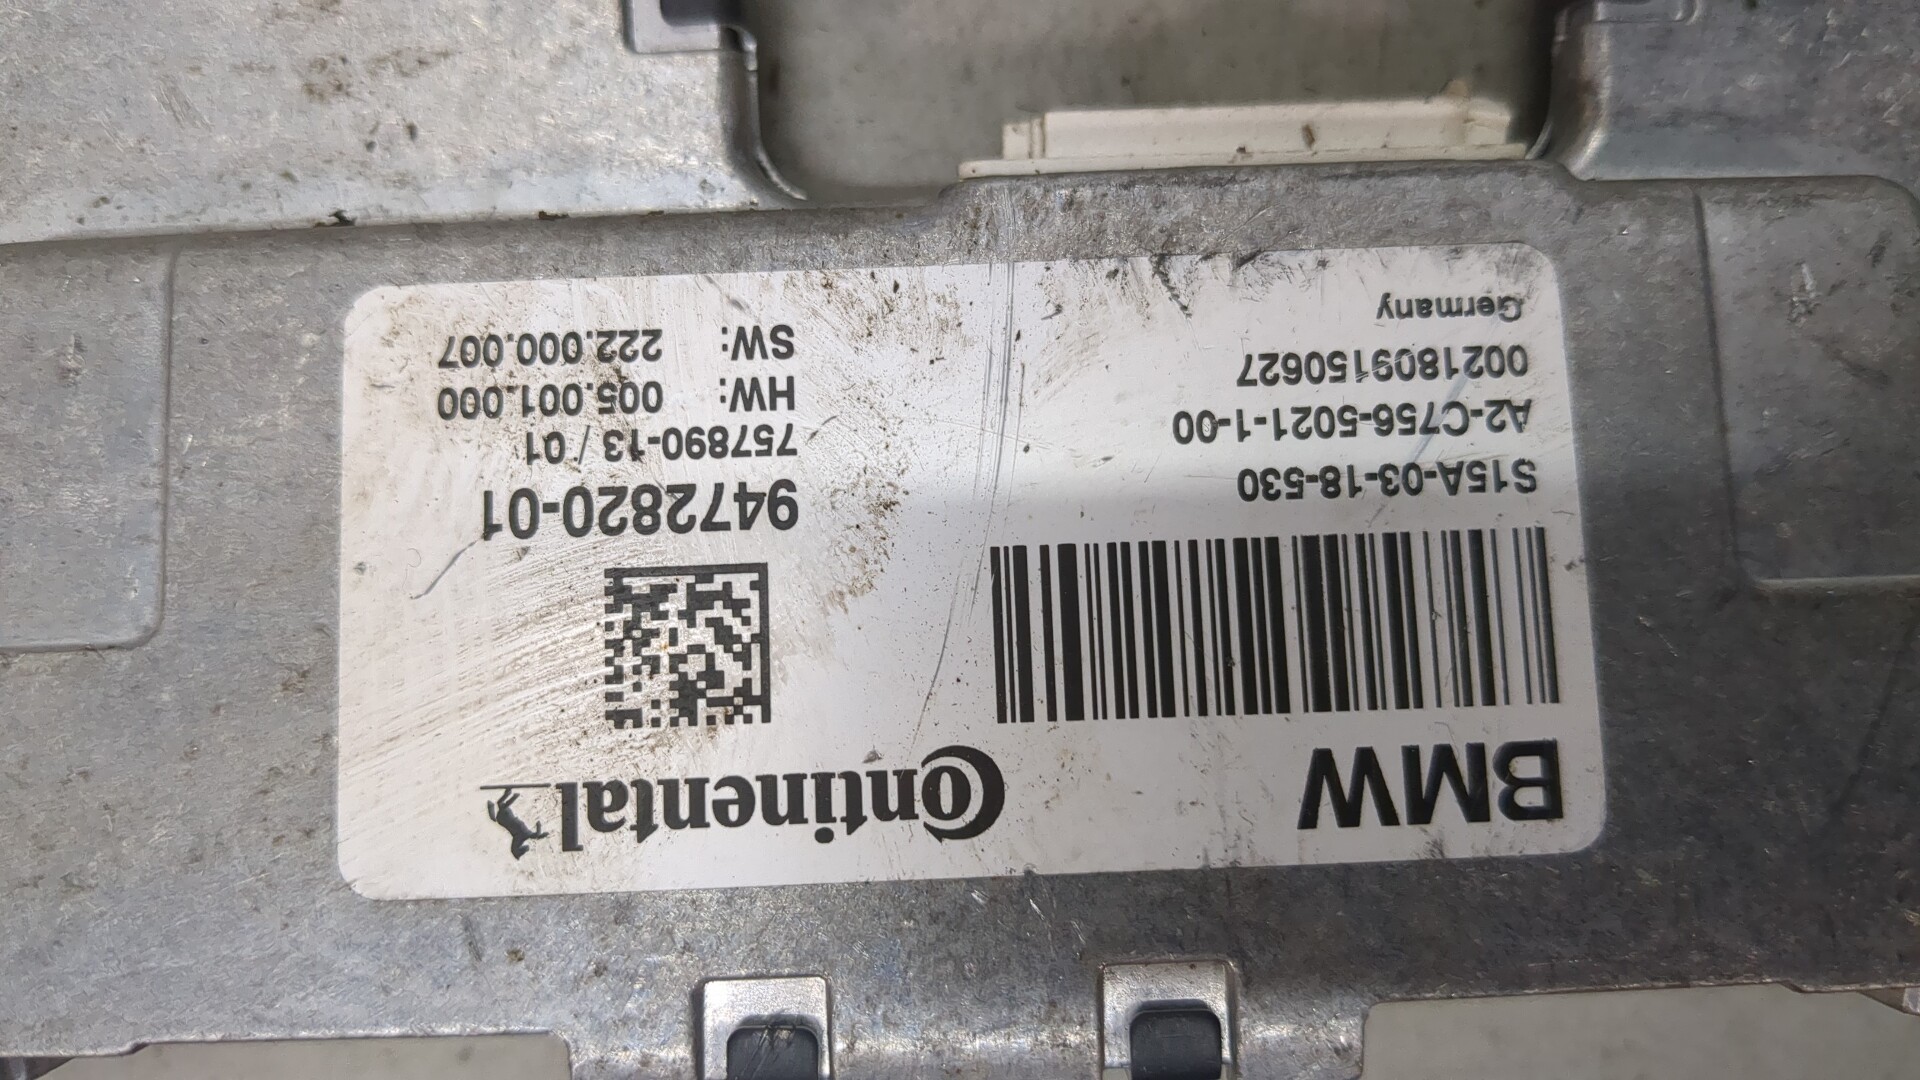 BMW
Continental
S15A-03-18-530
A2-C756-5021-1-00
0021809150627
Germany
9472820-01
757890-13 / 01
HW: 005.001.000
SW: 222.000.007